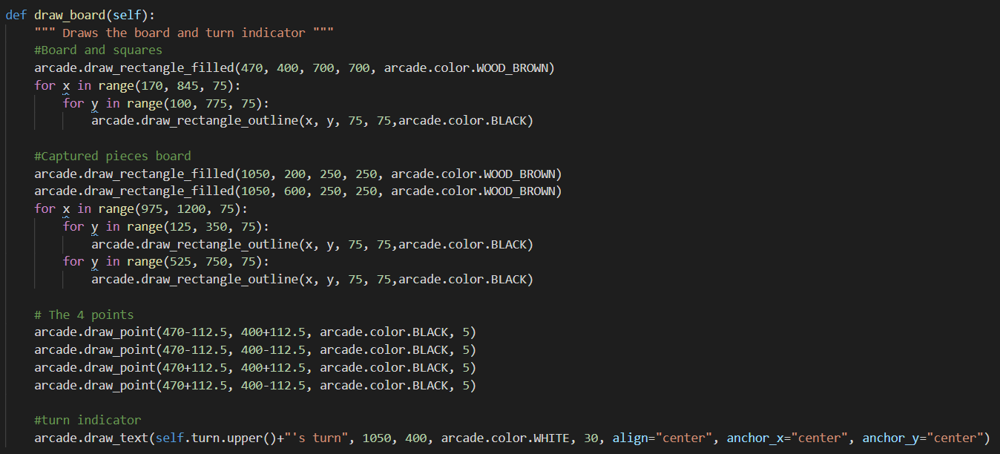 def draw_board(self):
    """ Draws the board and turn indicator """
    #Board and squares
    arcade.draw_rectangle_filled(470, 400, 700, 700, arcade.color.WOOD_BROWN)
    for x in range(170, 845, 75):
        for y in range(100, 775, 75):
            arcade.draw_rectangle_outline(x, y, 75, 75,arcade.color.BLACK)

    #Captured pieces board
    arcade.draw_rectangle_filled(1050, 200, 250, 250, arcade.color.WOOD_BROWN)
    arcade.draw_rectangle_filled(1050, 600, 250, 250, arcade.color.WOOD_BROWN)
    for x in range(975, 1200, 75):
        for y in range(125, 350, 75):
            arcade.draw_rectangle_outline(x, y, 75, 75,arcade.color.BLACK)
        for y in range(525, 750, 75):
            arcade.draw_rectangle_outline(x, y, 75, 75,arcade.color.BLACK)

    # The 4 points
    arcade.draw_point(470-112.5, 400+112.5, arcade.color.BLACK, 5)
    arcade.draw_point(470-112.5, 400-112.5, arcade.color.BLACK, 5)
    arcade.draw_point(470+112.5, 400+112.5, arcade.color.BLACK, 5)
    arcade.draw_point(470+112.5, 400-112.5, arcade.color.BLACK, 5)

    #turn indicator
    arcade.draw_text(self.turn.upper()+"'s turn", 1050, 400, arcade.color.WHITE, 30, align="center", anchor_x="center", anchor_y="center")